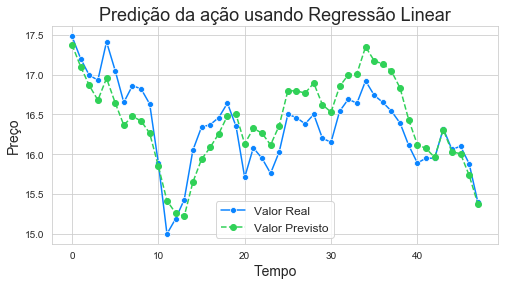 Predição da ação usando Regressão Linear
17.5
17.0
16.5
16.0
15.5
15.0
Preço
0
10
20
30
40
Tempo
Valor Real
Valor Previsto